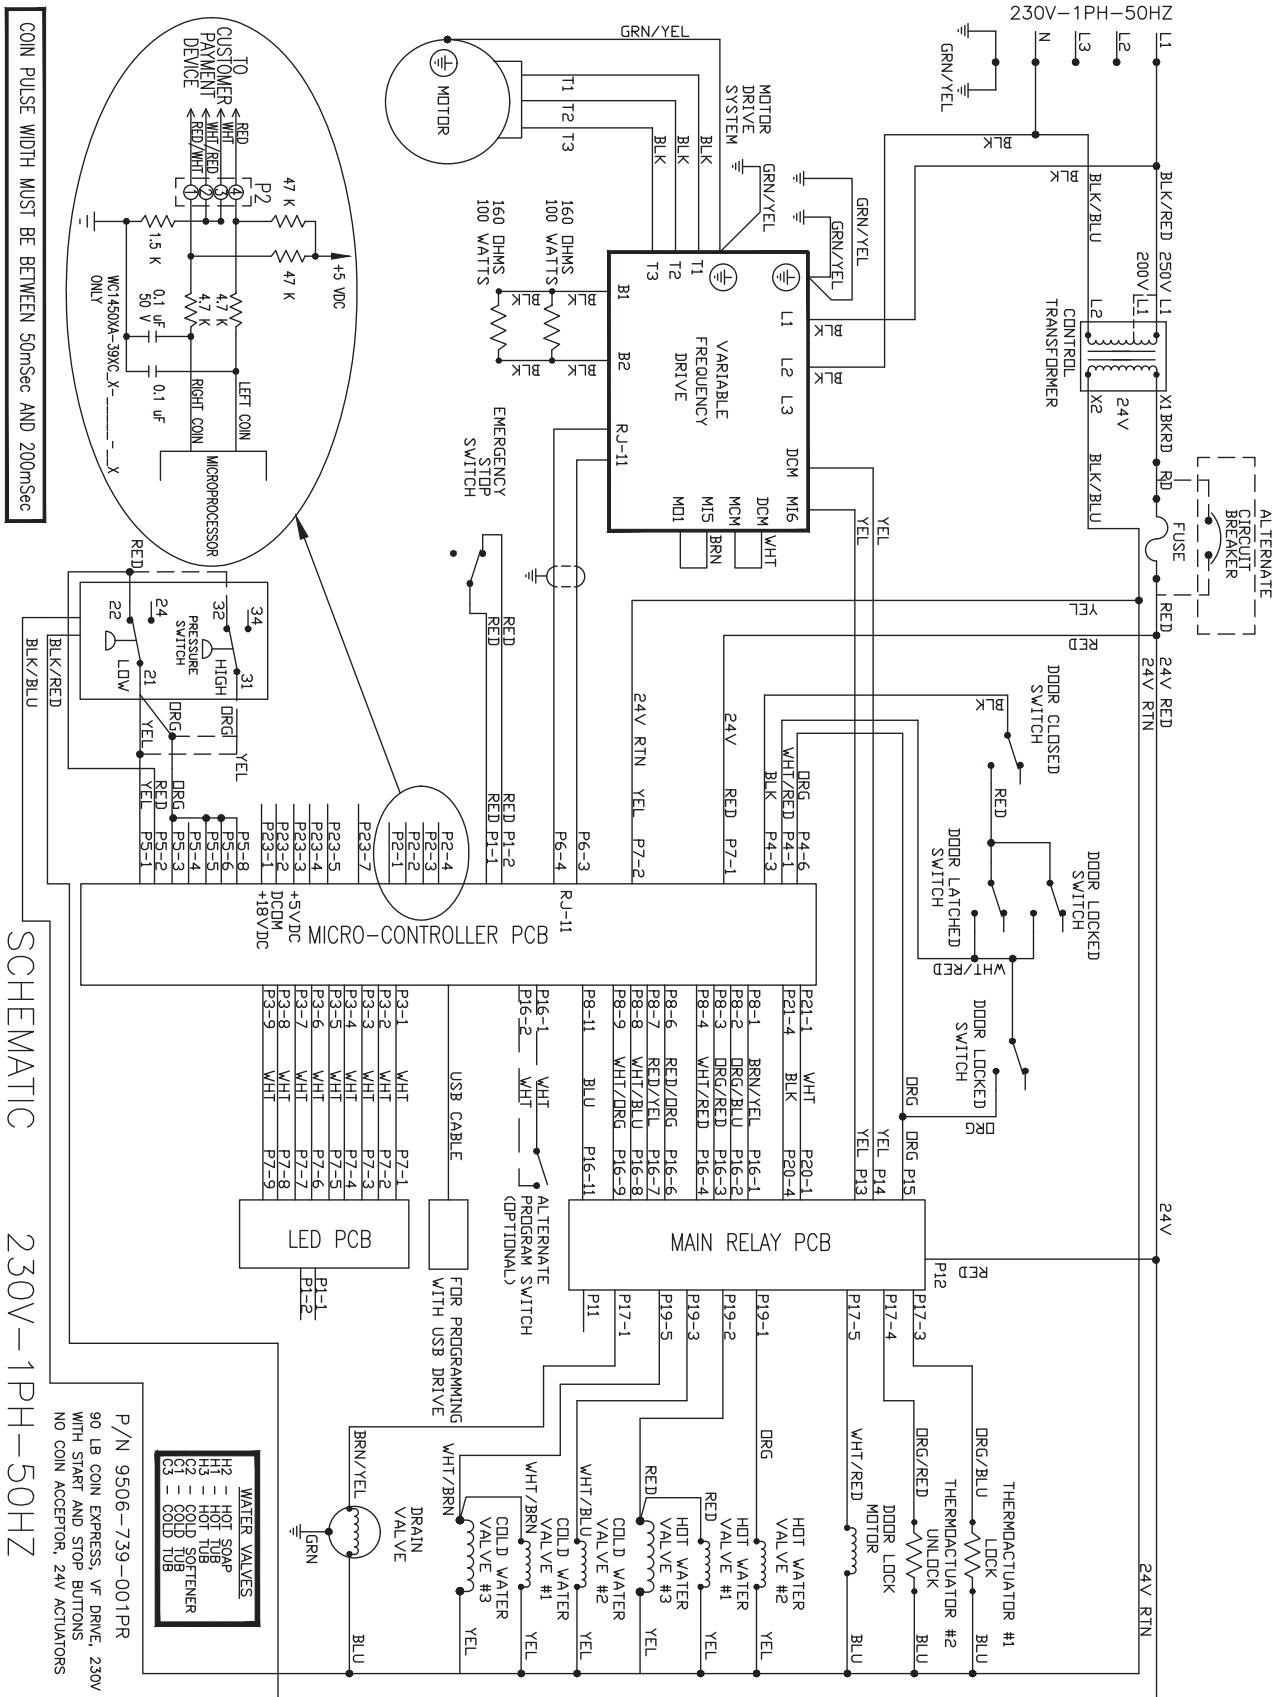 230V-1PH-50HZ
L1
L2
L3
N
GRN/YEL
BLK
BLK
BLK/RED
BLK/BLU
250V
L1
200V
L1
L2
CONTROL
TRANSFORMER
24V
X1
X2
BKRD
RD
BLK/BLU
FUSE
ALTERNATE
CIRCUIT
BREAKER
RED
YEL
RED
24V RED
24V RTN
24V
24V RTN
GRN/YEL
MOTOR
T1
T2
T3
BLK
BLK
BLK
MOTOR
DRIVE
SYSTEM
GRN/YEL
GRN/YEL
GRN/YEL
160 OHMS
100 WATTS
160 OHMS
100 WATTS
BLK
BLK
BLK
BLK
BLK
BLK
T1
T2
T3
B1
B2
L1
L2
L3
VARIABLE
FREQUENCY
DRIVE
RJ-11
DCM
MI6
DCM
MCM
MI5
MO1
WHT
BRN
YEL
YEL
EMERGENCY
STOP
SWITCH
RED
RED
RED P1-2
RED P1-1
24V RTN YEL P7-2
24V RED P7-1
P6-3
P6-4
RJ-11
DOOR CLOSED
SWITCH
BLK
RED
DOOR LATCHED
SWITCH
DOOR LOCKED
SWITCH
WHT/RED
DOOR LOCKED
SWITCH
ORG
ORG
ORG P4-6
WHT/RED P4-1
BLK P4-3
TO
CUSTOMER
PAYMENT
DEVICE
RED
WHT
WHT/RED
RED/WHT
P2
4
3
2
1
47 K
47 K
+5 VDC
1.5 K
4.7 K
4.7 K
0.1 uF
50 V
0.1 uF
WC1450XA-39XC_X-_____-__X
ONLY
LEFT COIN
RIGHT COIN
MICROPROCESSOR
COIN PULSE WIDTH MUST BE BETWEEN 50mSec AND 200mSec
RED
34
32
31
24
22
21
PRESSURE
SWITCH
HIGH
LOW
BLK/RED
BLK/BLU
ORG
YEL
ORG
YEL
ORG
RED
YEL
P5-8
P5-6
P5-5
P5-4
P5-3
P5-2
P5-1
P23-7
P23-5
P23-4
P23-3
P23-2
P23-1
P2-4
P2-3
P2-2
P2-1
+5VDC
DCOM
+18VDC
MICRO-CONTROLLER PCB
P21-1 WHT P20-1
P21-4 BLK P20-4
P8-1 BRN/YEL P16-1
P8-2 ORG/BLU P16-2
P8-3 ORG/RED P16-3
P8-4 WHT/RED P16-4
P8-6 RED/ORG P16-6
P8-7 RED/YEL P16-7
P8-8 WHT/BLU P16-8
P8-9 WHT/ORG P16-9
P8-11 BLU P16-11
P16-1 WHT
P16-2 WHT
ALTERNATE
PROGRAM SWITCH
(OPTIONAL)
USB CABLE
FOR PROGRAMMING
WITH USB DRIVE
P3-1 WHT P7-1
P3-2 WHT P7-2
P3-3 WHT P7-3
P3-4 WHT P7-4
P3-5 WHT P7-5
P3-6 WHT P7-6
P3-7 WHT P7-7
P3-8 WHT P7-8
P3-9 WHT P7-9
LED PCB
P1-1
P1-2
ORG P15
YEL P14
YEL P13
MAIN RELAY PCB
P12
RED
P17-3
P17-4
P17-5
P19-1
P19-2
P19-3
P19-5
P17-1
P11
THERMOACTUATOR #1
LOCK
ORG/BLU
BLU
THERMOACTUATOR #2
UNLOCK
ORG/RED
BLU
DOOR LOCK
MOTOR
WHT/RED
BLU
HOT WATER
VALVE #2
ORG
YEL
HOT WATER
VALVE #1
RED
YEL
HOT WATER
VALVE #3
RED
YEL
COLD WATER
VALVE #2
WHT/BLU
YEL
COLD WATER
VALVE #1
WHT/BRN
YEL
COLD WATER
VALVE #3
WHT/BRN
YEL
DRAIN
VALVE
BRN/YEL
GRN
BLU
WATER VALVES
H2 - HOT SOAP
H1 - HOT TUB
H3 - HOT TUB
C2 - COLD SOFTENER
C1 - COLD TUB
C3 - COLD TUB
P/N 9506-739-001PR
90 LB COIN EXPRESS, VF DRIVE, 230V
WITH START AND STOP BUTTONS
NO COIN ACCEPTOR, 24V ACTUATORS
SCHEMATIC 230V-1PH-50HZ